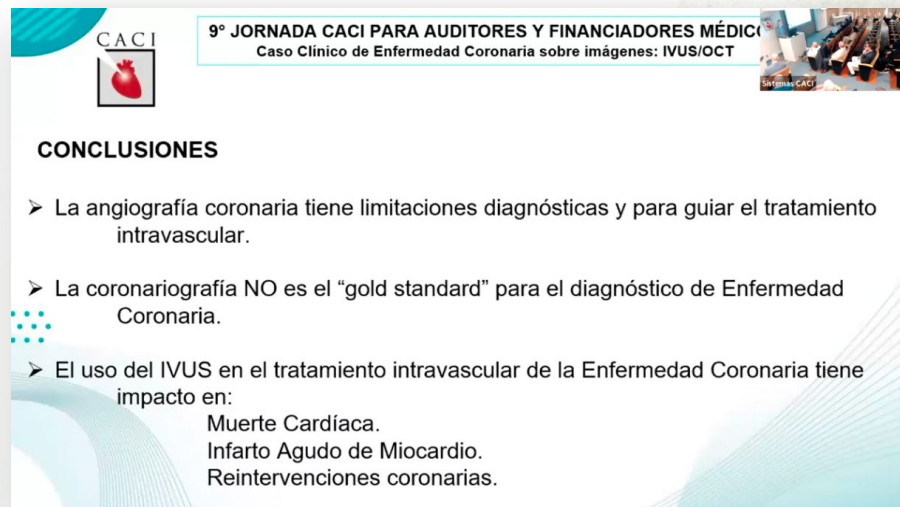 CACI
9° JORNADA CACI PARA AUDITORES Y FINANCIADORES
Caso Clínico de Enfermedad Coronaria sobre imágenes: IVUS/OCT
Sistemas CACI
CONCLUSIONES
➢ La angiografía coronaria tiene limitaciones diagnósticas y para guiar el tratamiento
intravascular.
➢ La coronariografía NO es el “gold standard” para el diagnóstico de Enfermedad
Coronaria.
➢ El uso del IVUS en el tratamiento intravascular de la Enfermedad Coronaria tiene
impacto en:
Muerte Cardíaca.
Infarto Agudo de Miocardio.
Reintervenciones coronarias.